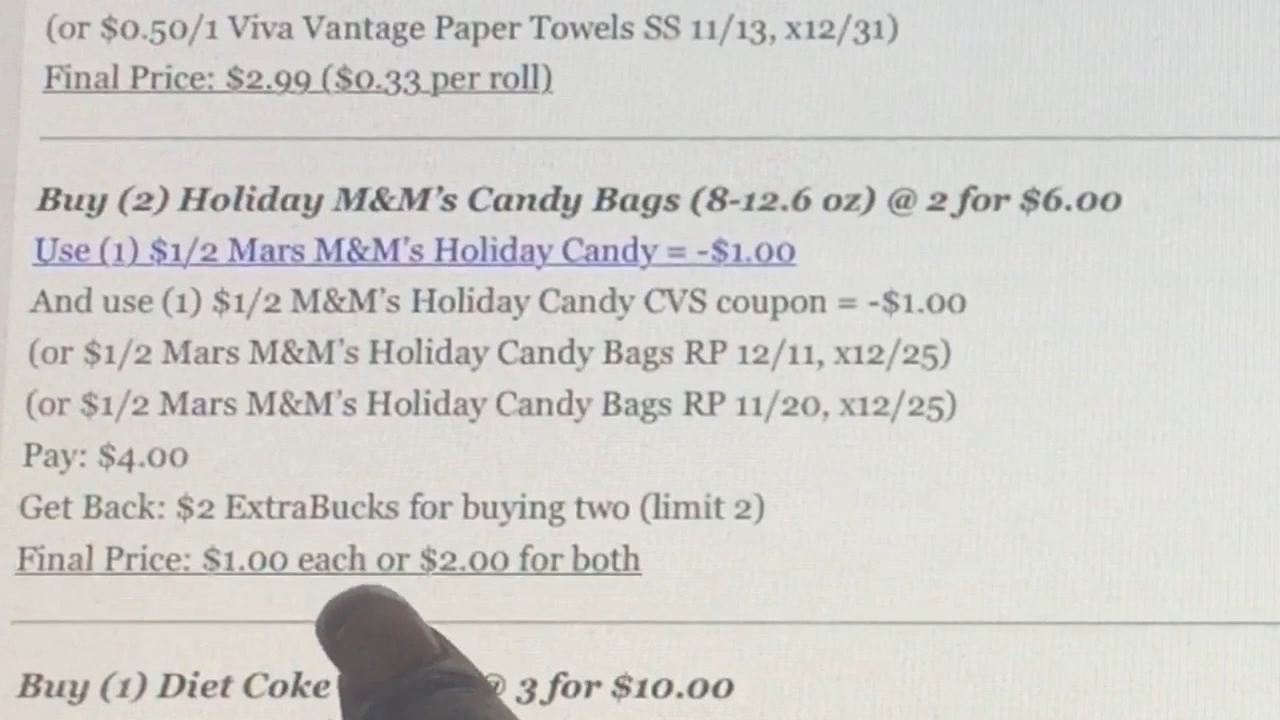 (or $0.50/1 Viva Vantage Paper Towels SS 11/13, x12/31)
Final Price: $2.99 ($0.33 per roll)
Buy (2) Holiday M&M's Candy Bags (8-12.6 oz) @ 2 for $6.00
Use (1) $1/2 Mars M&M's Holiday Candy = -$1.00
And use (1) $1/2 M&M's Holiday Candy CVS coupon = -$1.00
(or $1/2 Mars M&M's Holiday Candy Bags RP 12/11, x12/25)
(or $1/2 Mars M&M's Holiday Candy Bags RP 11/20, x12/25)
Pay: $4.00
Get Back: $2 ExtraBucks for buying two (limit 2)
Final Price: $1.00 each or $2.00 for both
Buy (1) Diet Coke @ 3 for $10.00